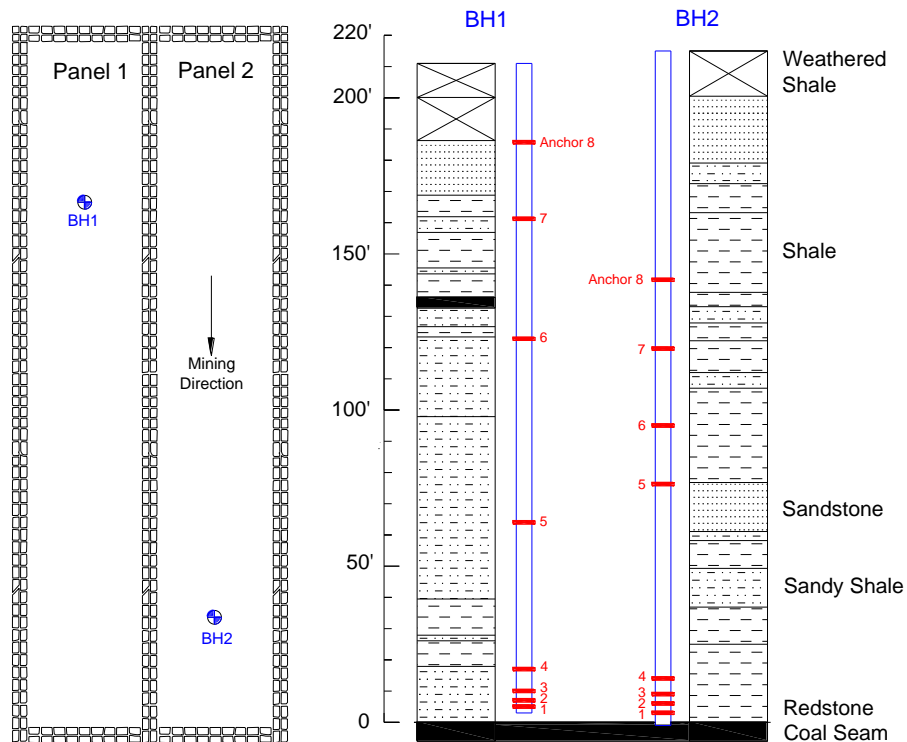 Panel 1
Panel 2
BH1
Mining
Direction
BH2
BH1
BH2
220'
200'
150'
100'
50'
0
Anchor 8
7
6
5
4
3
2
1
Anchor 8
7
6
5
4
3
2
1
Weathered
Shale
Shale
Sandstone
Sandy Shale
Redstone
Coal Seam